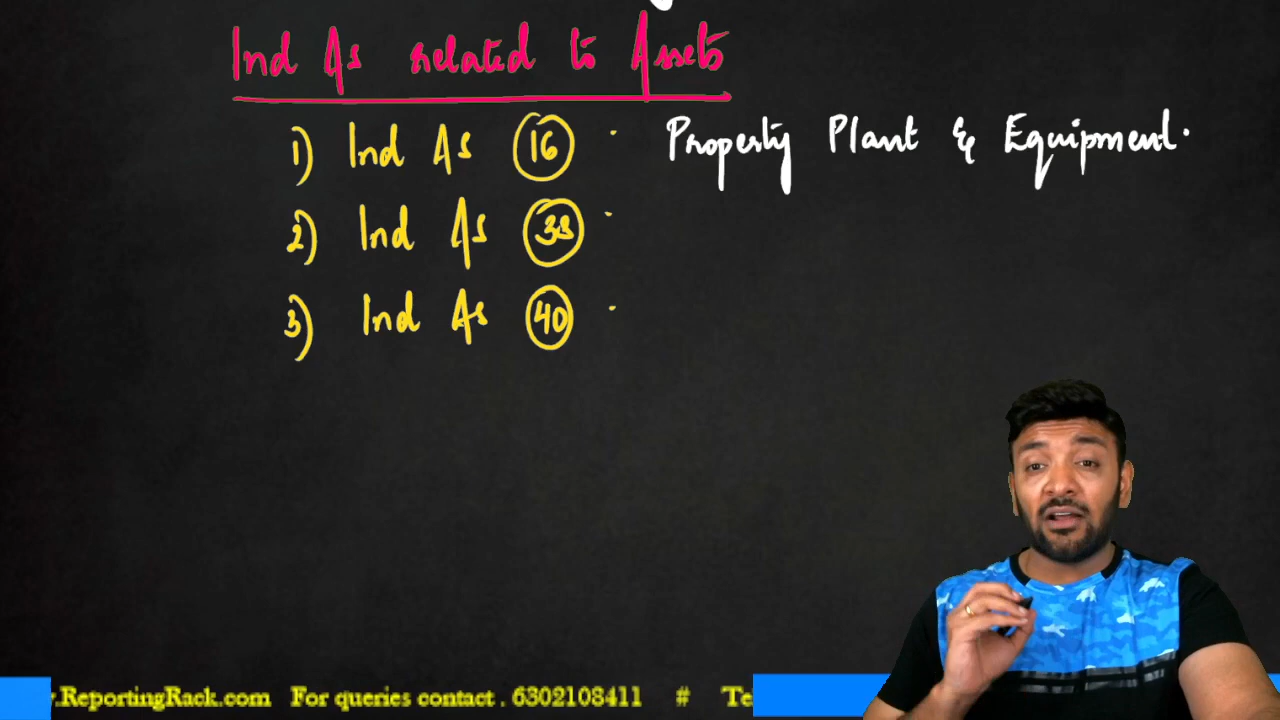 Ind As related to Assets
1) Ind As 16 Property Plant & Equipment.
2) Ind As 38
3) Ind As 40
.ReportingRack.com For queries contact . 6302108411 # Te